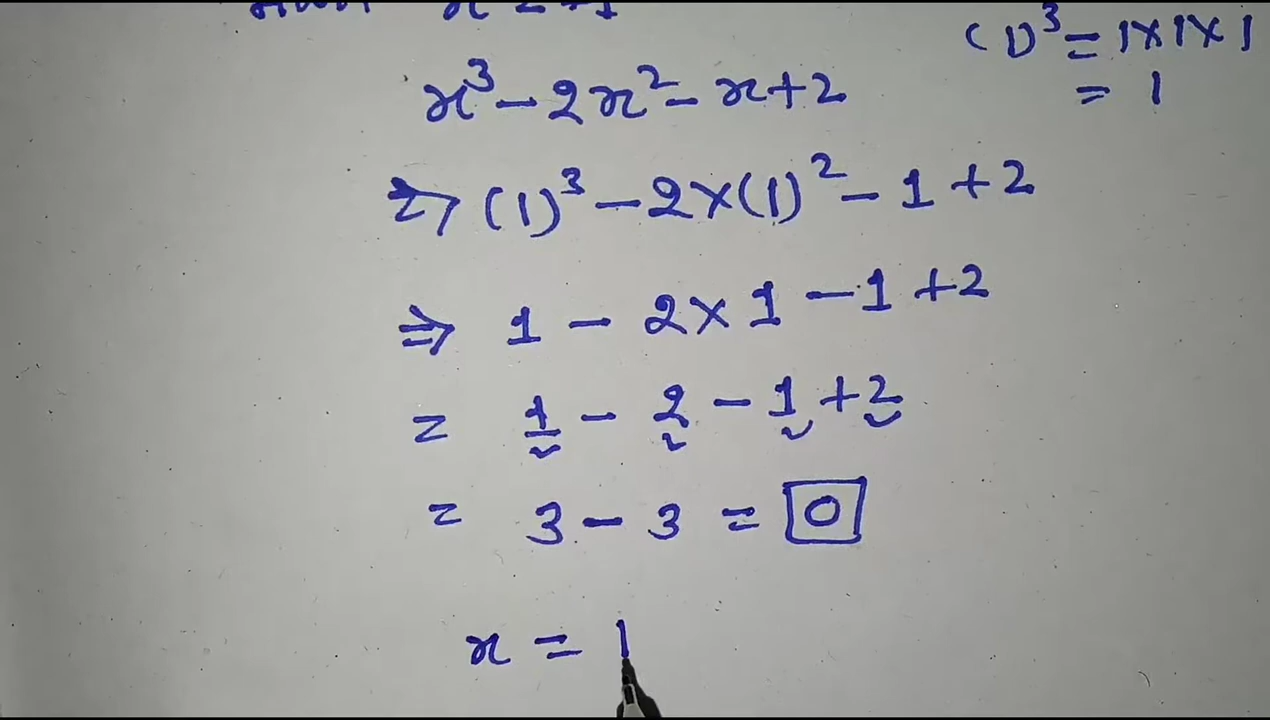 (1)³ = 1×1×1
= 1
x³ - 2x² - x + 2
⇒ (1)³ - 2×(1)² - 1 + 2
⇒ 1 - 2×1 - 1 + 2
= 1 - 2 - 1 + 2
= 3 - 3 = 0
x = 1